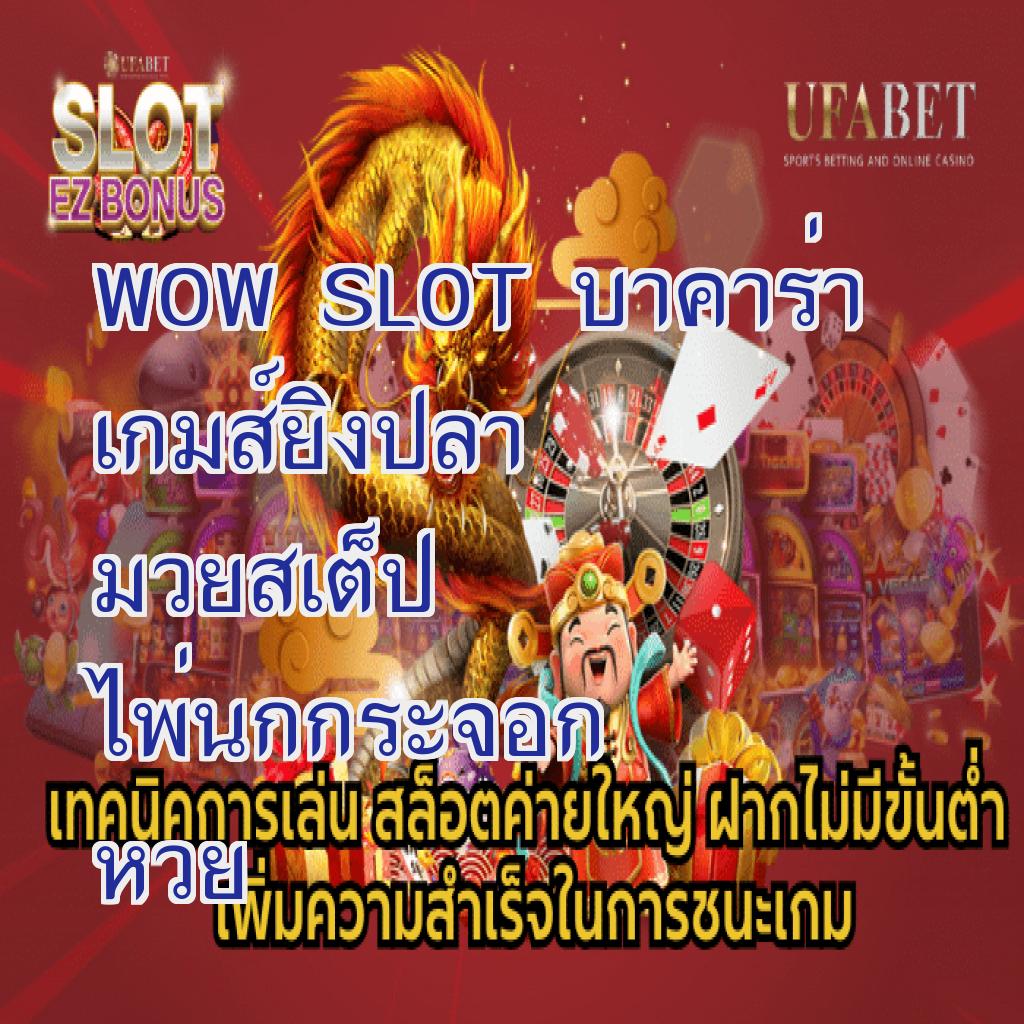 UFABET
SLOT
EZ BONUS
UFABET
SPORTS BETTING AND ONLINE CASINO
WOW SLOT บาคาร่า
เกมส์ยิงปลา
มวยสเต็ป
ไพ่นกกระจอก
หวย
เทคนิคการเล่น สล็อตค่ายใหญ่ ฝากไม่มีขั้นต่ำ
เพิ่มความสำเร็จในการชนะเกม
VEGAS